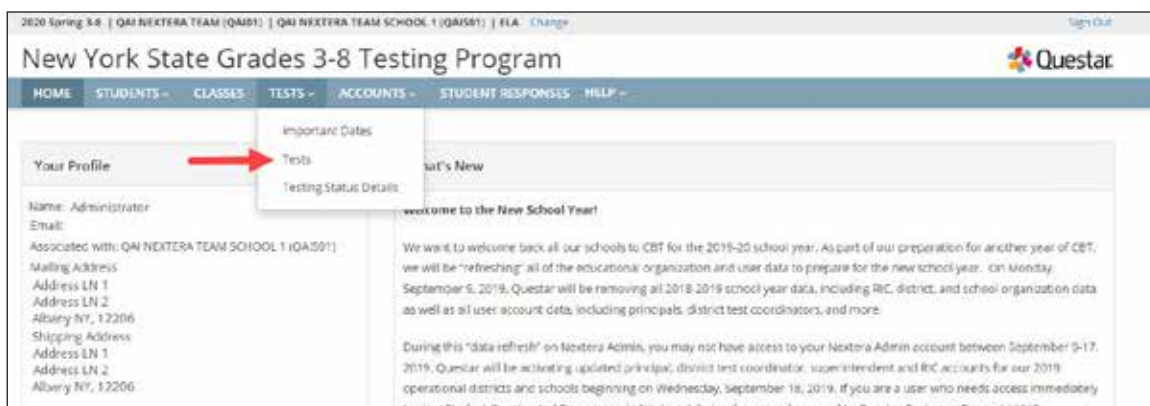 2020 Spring 3-8 | QAI NEXTERA TEAM (QAI01) | QAI NEXTERA TEAM SCHOOL 1 (QAIS01) | ELA Change Sign Out
New York State Grades 3-8 Testing Program Questar
HOME STUDENTS CLASSES TESTS ACCOUNTS STUDENT RESPONSES HELP
Important Dates
Tests
Testing Status Details
Your Profile
hat's New
Name: Administrator
Email:
Associated with: QAI NEXTERA TEAM SCHOOL 1 (QAIS01)
Mailing Address
Address LN 1
Address LN 2
Albany NY, 12206
Shipping Address
Address LN 1
Address LN 2
Albany NY, 12206
Welcome to the New School Year!
We want to welcome back all our schools to CBT for the 2019-20 school year. As part of our preparation for another year of CBT,
we will be "refreshing" all of the educational organization and user data to prepare for the new school year. On Monday,
September 9, 2019, Questar will be removing all 2018-2019 school year data, including RIC, district, and school organization data
as well as all user account data, including principals, district test coordinators, and more.
During this "data refresh" on Nextera Admin, you may not have access to your Nextera Admin account between September 9-17,
2019. Questar will be activating updated principal, district test coordinator, superintendent and RIC accounts for our 2019
operational districts and schools beginning on Wednesday, September 18, 2019. If you are a user who needs access immediately